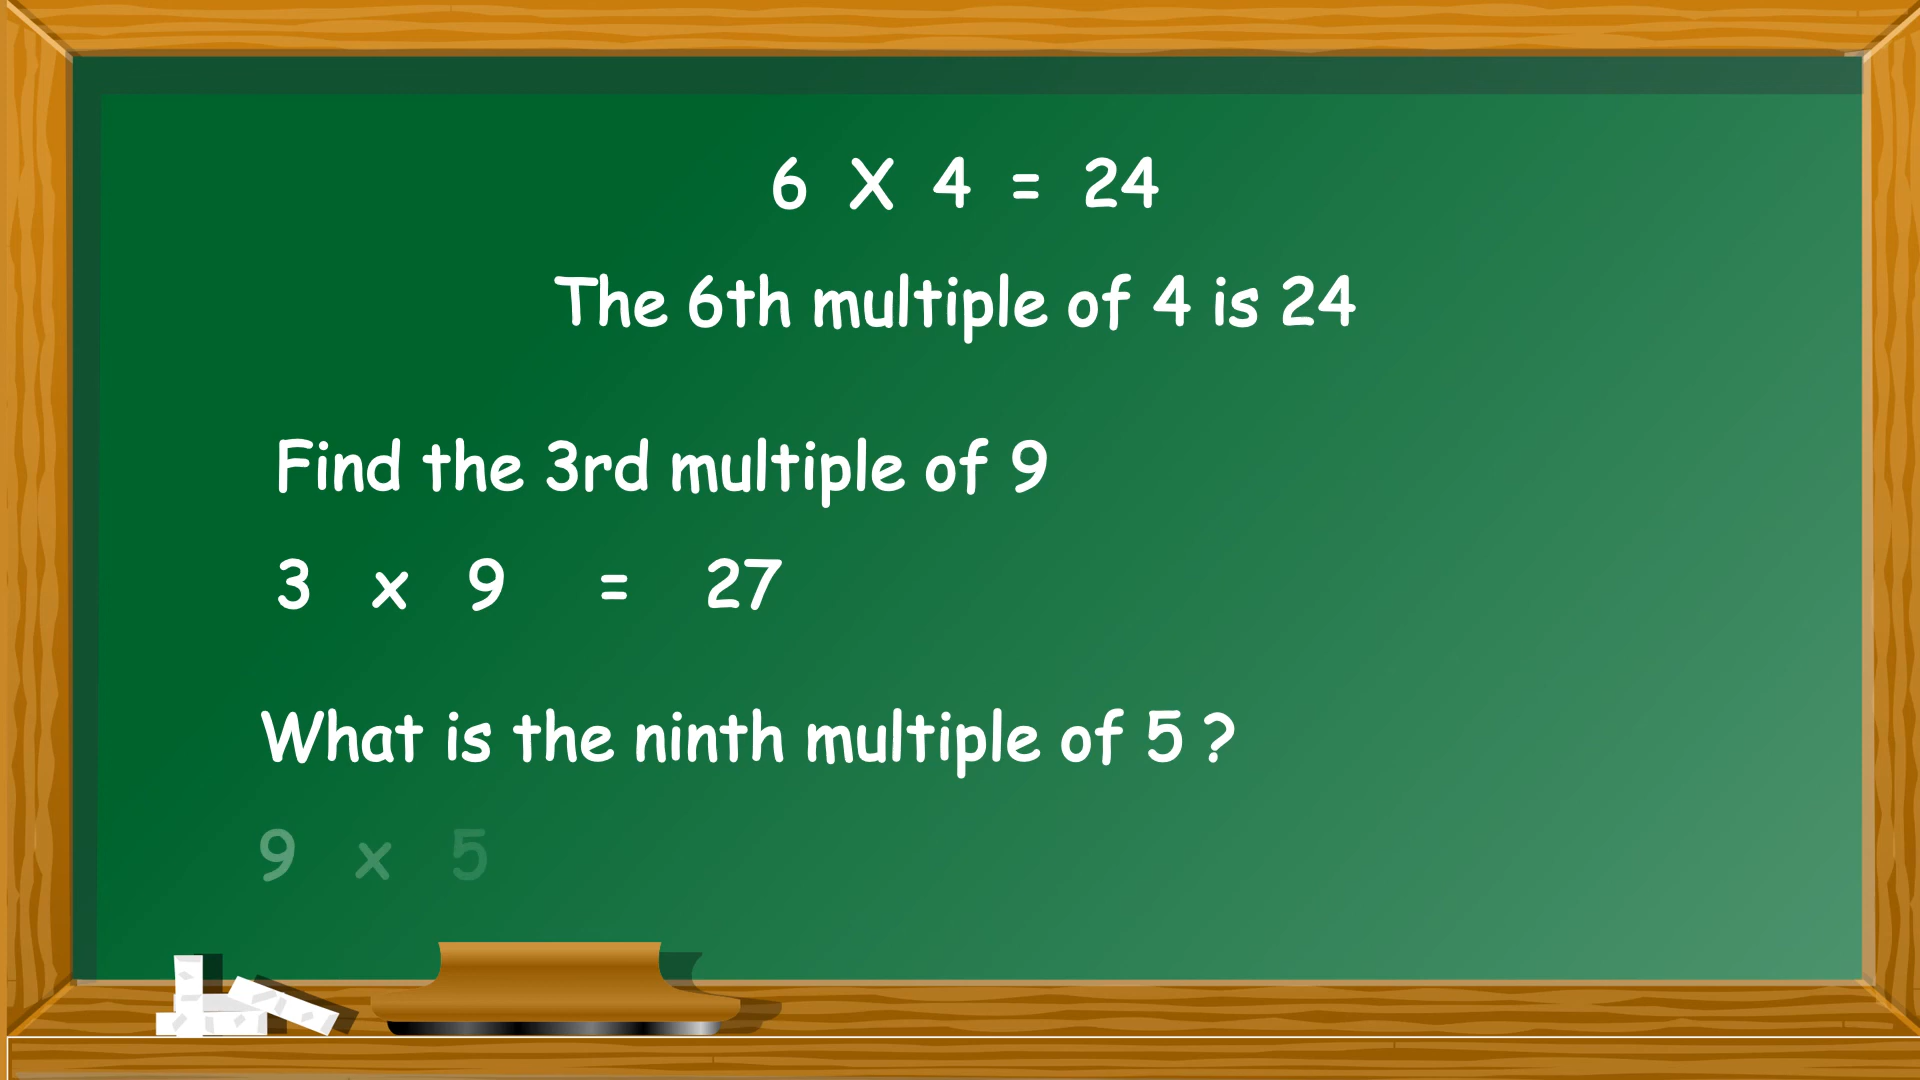 6 X 4 = 24
The 6th multiple of 4 is 24
Find the 3rd multiple of 9
3 x 9 = 27
What is the ninth multiple of 5 ?
9 x 5